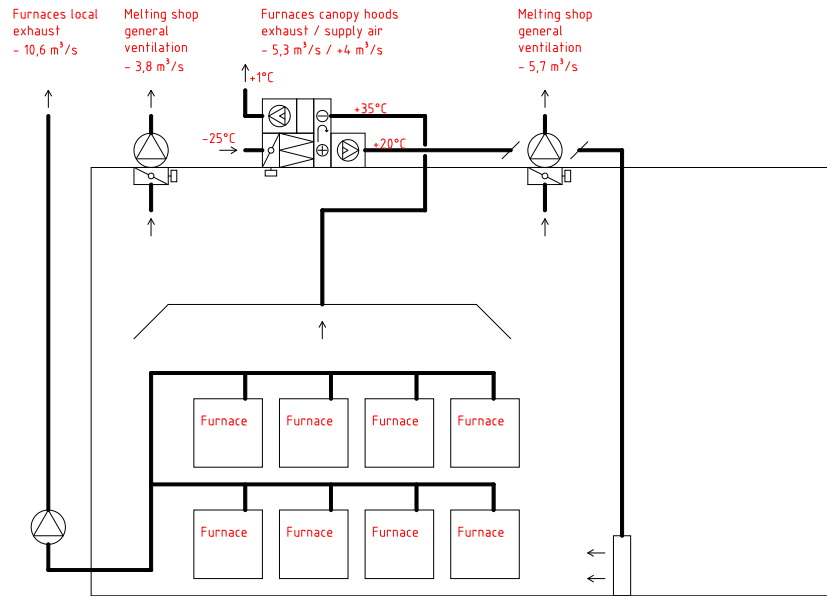 Furnaces local
exhaust
- 10,6 m³/s
Melting shop
general
ventilation
- 3,8 m³/s
Furnaces canopy hoods
exhaust / supply air
- 5,3 m³/s / +4 m³/s
Melting shop
general
ventilation
- 5,7 m³/s
+1°C
+35°C
-25°C
+20°C
Furnace
Furnace
Furnace
Furnace
Furnace
Furnace
Furnace
Furnace